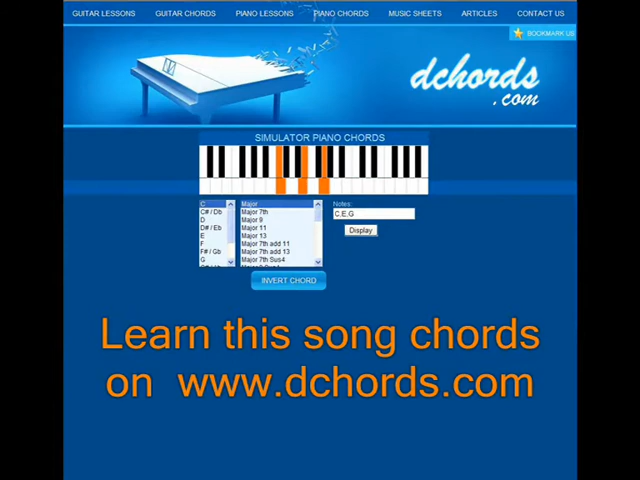 GUITAR LESSONS GUITAR CHORDS PIANO LESSONS PIANO CHORDS MUSIC SHEETS ARTICLES CONTACT US
BOOKMARK US
dchords
.com
SIMULATOR PIANO CHORDS
C
C# / Db
D
D# / Eb
E
F
F# / Gb
G
Major
Major 7th
Major 9
Major 11
Major 13
Major 7th add 11
Major 7th add 13
Major 7th Sus4
Notes:
C,E,G
Display
INVERT CHORD
Learn this song chords
on www.dchords.com